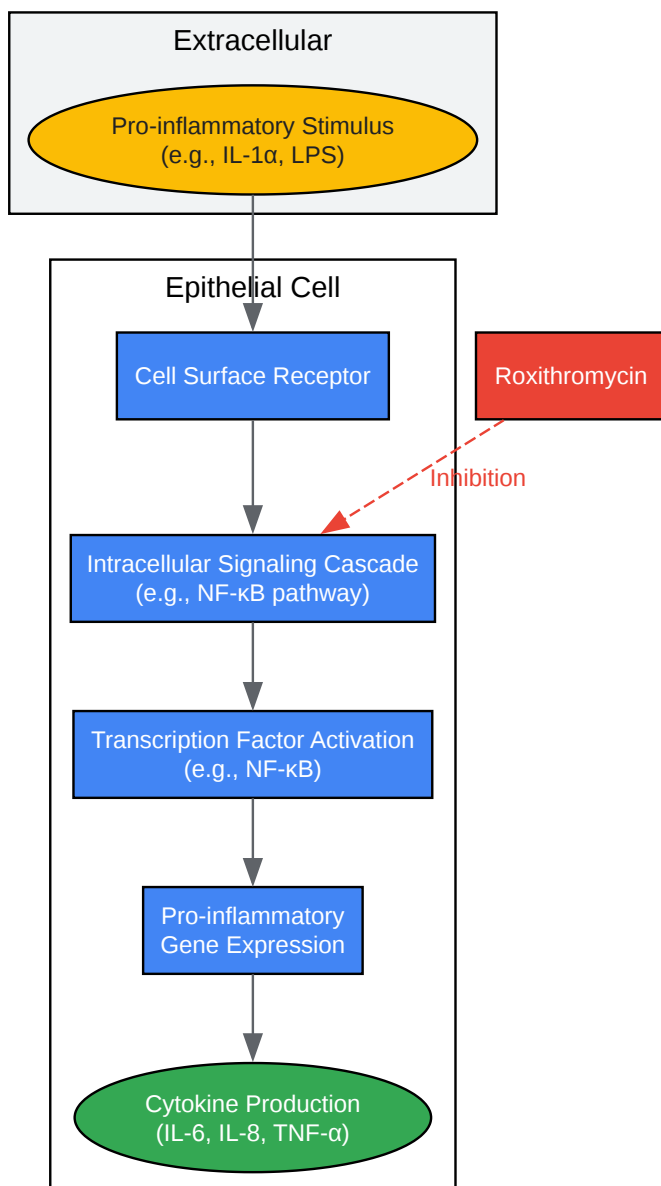 Extracellular
Pro-inflammatory Stimulus
(e.g., IL-1α, LPS)
Epithelial Cell
Cell Surface Receptor
Roxithromycin
Inhibition
Intracellular Signaling Cascade
(e.g., NF-κB pathway)
Transcription Factor Activation
(e.g., NF-κB)
Pro-inflammatory
Gene Expression
Cytokine Production
(IL-6, IL-8, TNF-α)